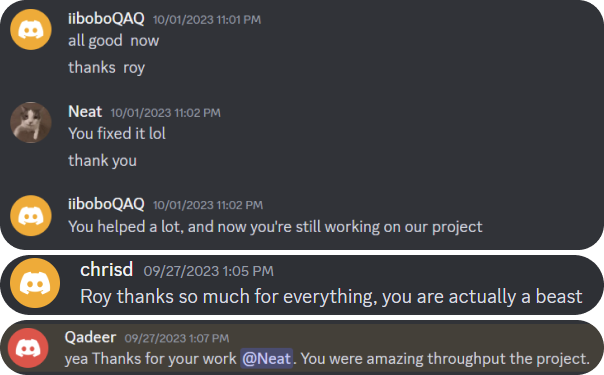 iiboboQAQ 10/01/2023 11:01 PM
all good now
thanks roy
Neat 10/01/2023 11:02 PM
You fixed it lol
thank you
iiboboQAQ 10/01/2023 11:02 PM
You helped a lot, and now you're still working on our project
chrisd 09/27/2023 1:05 PM
Roy thanks so much for everything, you are actually a beast
Qadeer 09/27/2023 1:07 PM
yea Thanks for your work @Neat. You were amazing throughput the project.